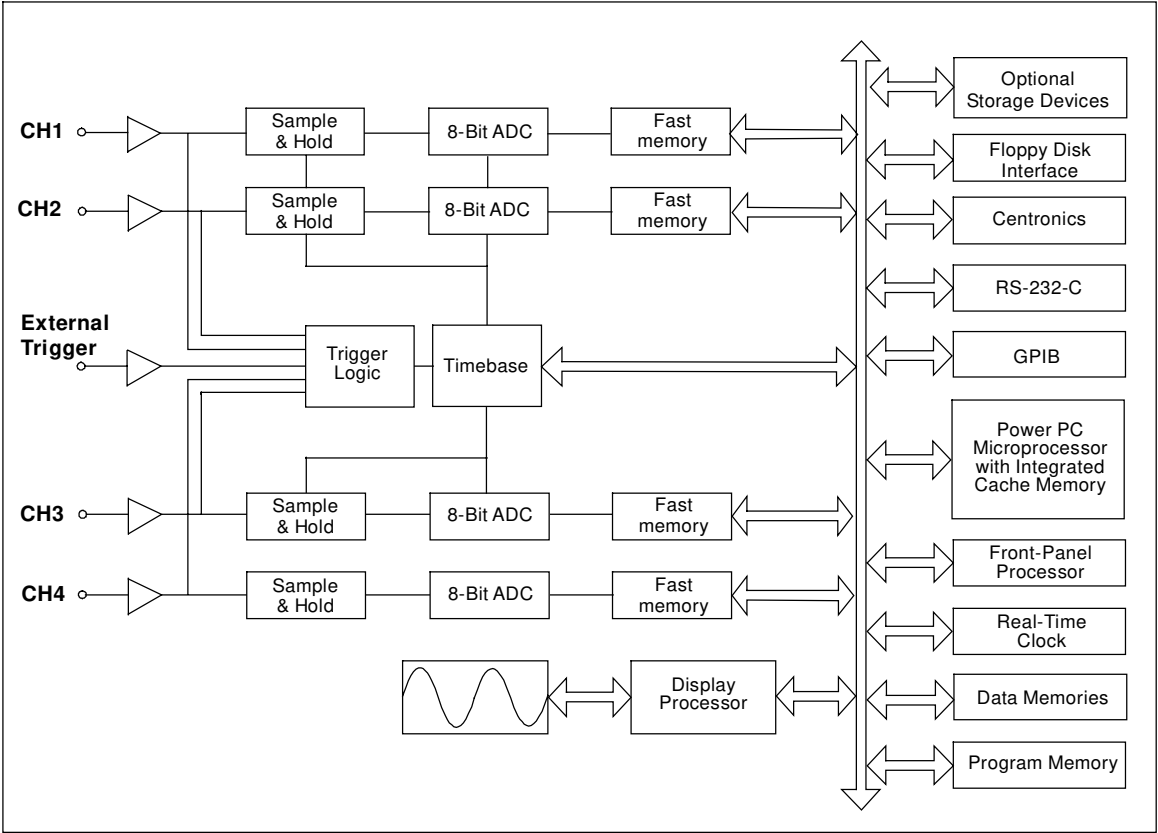 CH1
Sample
& Hold
8-Bit ADC
Fast
memory
CH2
Sample
& Hold
8-Bit ADC
Fast
memory
External
Trigger
Trigger
Logic
Timebase
CH3
Sample
& Hold
8-Bit ADC
Fast
memory
CH4
Sample
& Hold
8-Bit ADC
Fast
memory
Display
Processor
Optional
Storage Devices
Floppy Disk
Interface
Centronics
RS-232-C
GPIB
Power PC
Microprocessor
with Integrated
Cache Memory
Front-Panel
Processor
Real-Time
Clock
Data Memories
Program Memory